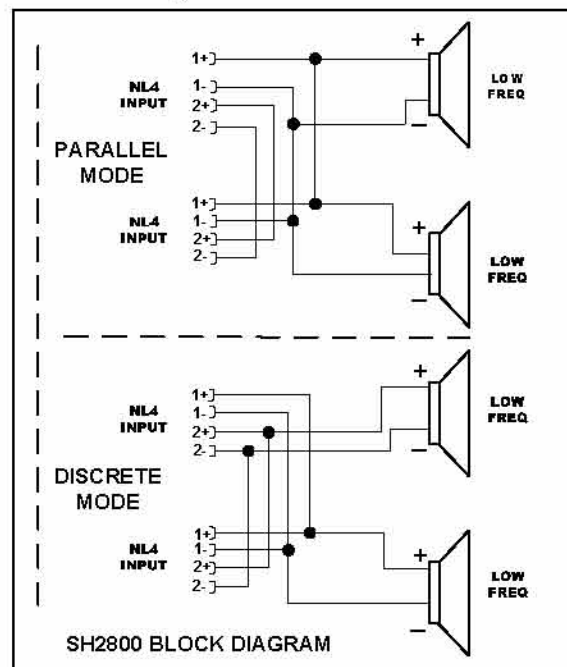 1+
NL4
INPUT
1-
2+
2-
+
−
LOW
FREQ
PARALLEL
MODE
NL4
INPUT
1+
1-
2+
2-
+
−
LOW
FREQ
NL4
INPUT
1+
1-
2+
2-
+
−
LOW
FREQ
DISCRETE
MODE
NL4
INPUT
1+
1-
2+
2-
+
−
LOW
FREQ
SH2800 BLOCK DIAGRAM